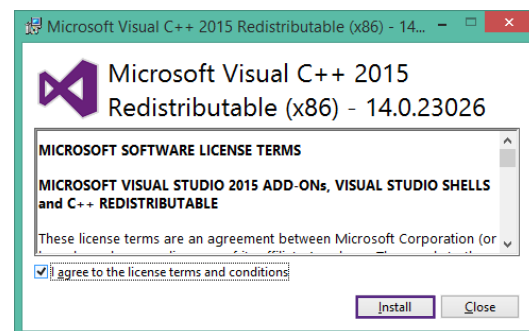 Microsoft Visual C++ 2015 Redistributable (x86) - 14...
Microsoft Visual C++ 2015
Redistributable (x86) - 14.0.23026
MICROSOFT SOFTWARE LICENSE TERMS
MICROSOFT VISUAL STUDIO 2015 ADD-ONs, VISUAL STUDIO SHELLS
and C++ REDISTRIBUTABLE
These license terms are an agreement between Microsoft Corporation (or
I agree to the license terms and conditions
Install Close